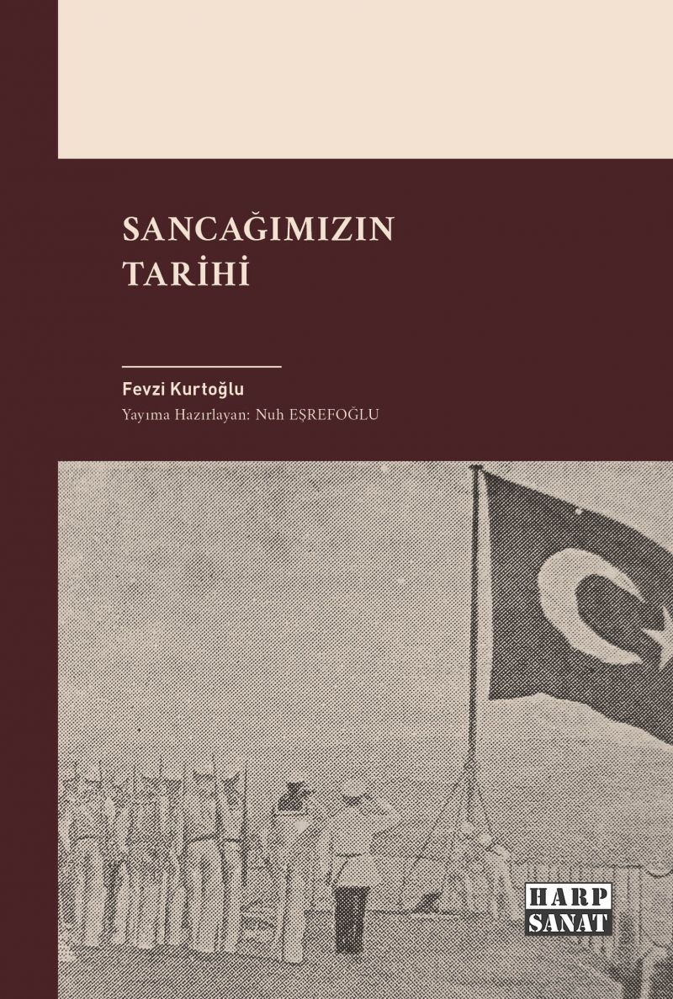 SANCAĞIMIZIN
TARİHİ
Fevzi Kurtoğlu
Yayıma Hazırlayan: Nuh EŞREFOĞLU
HARP
SANAT